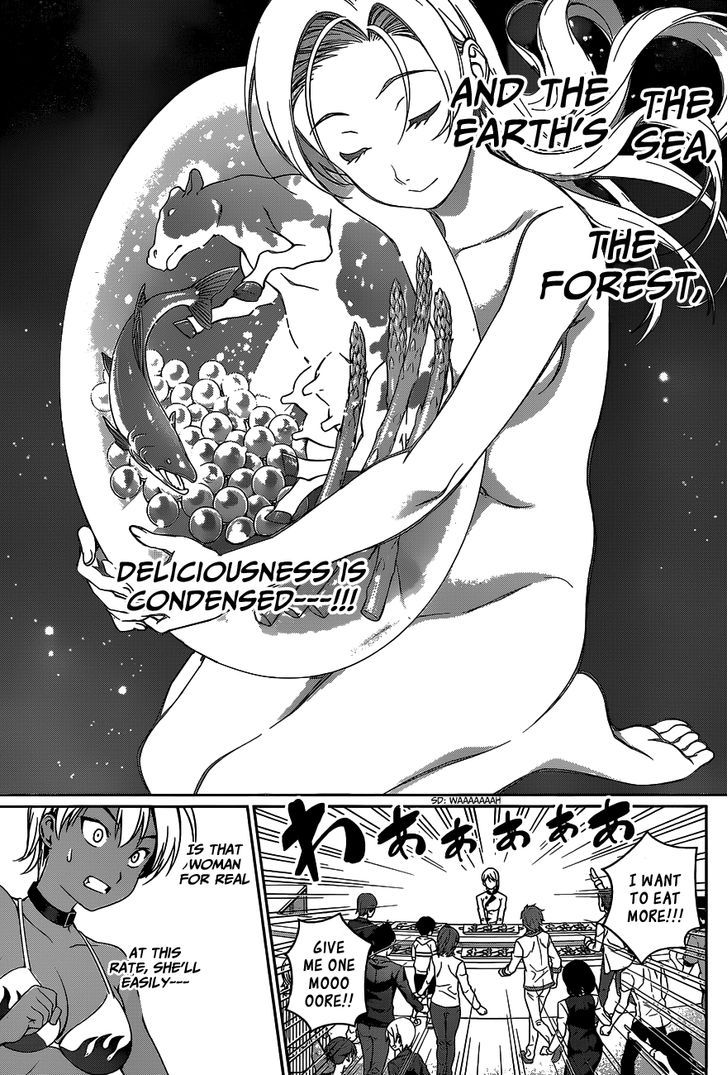 THE
SEA,
AND THE
EARTH'S
THE
FOREST,
DELICIOUSNESS IS
CONDENSED---!!!
SD: WAAAAAAAH
わぁぁぁぁぁ
I WANT
TO EAT
MORE!!!
GIVE
ME ONE
MOOO
OORE!!
IS THAT
WOMAN
FOR REAL
AT THIS
RATE, SHE'LL
EASILY---